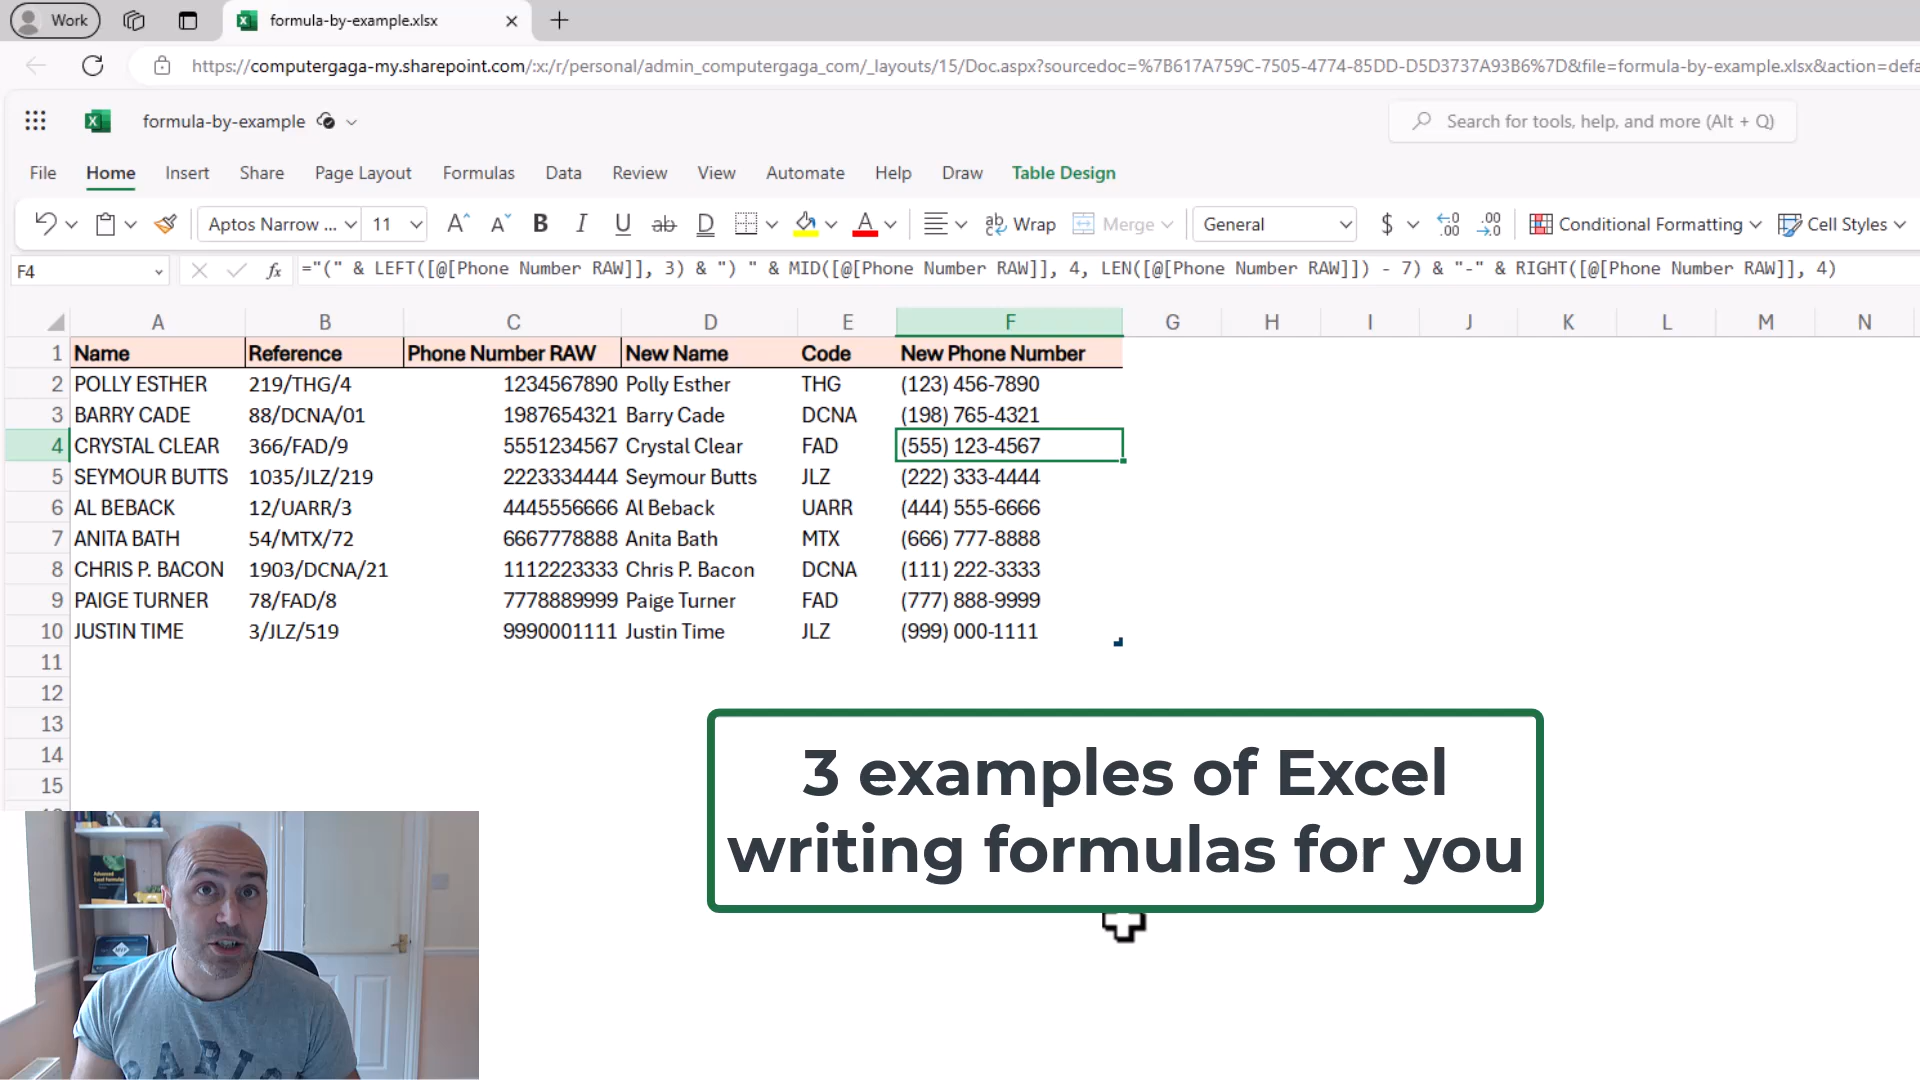 Work
formula-by-example.xlsx
https://computergaga-my.sharepoint.com/:x:/r/personal/admin_computergaga_com/_layouts/15/Doc.aspx?sourcedoc=%7B617A759C-7505-4774-85DD-D5D3737A93B6%7D&file=formula-by-example.xlsx&action=defa
formula-by-example
Search for tools, help, and more (Alt + Q)
File Home Insert Share Page Layout Formulas Data Review View Automate Help Draw Table Design
Aptos Narrow ... 11 A A B I U ab D A ab Wrap Merge General $ .00 .00 Conditional Formatting Cell Styles
F4 fx ="(" & LEFT([@[Phone Number RAW]], 3) & ") " & MID([@[Phone Number RAW]], 4, LEN([@[Phone Number RAW]]) - 7) & "-" & RIGHT([@[Phone Number RAW]], 4)
A B C D E F G H I J K L M N
1 Name Reference Phone Number RAW New Name Code New Phone Number
2 POLLY ESTHER 219/THG/4 1234567890 Polly Esther THG (123) 456-7890
3 BARRY CADE 88/DCNA/01 1987654321 Barry Cade DCNA (198) 765-4321
4 CRYSTAL CLEAR 366/FAD/9 5551234567 Crystal Clear FAD (555) 123-4567
5 SEYMOUR BUTTS 1035/JLZ/219 2223334444 Seymour Butts JLZ (222) 333-4444
6 AL BEBACK 12/UARR/3 4445556666 Al Beback UARR (444) 555-6666
7 ANITA BATH 54/MTX/72 6667778888 Anita Bath MTX (666) 777-8888
8 CHRIS P. BACON 1903/DCNA/21 1112223333 Chris P. Bacon DCNA (111) 222-3333
9 PAIGE TURNER 78/FAD/8 7778889999 Paige Turner FAD (777) 888-9999
10 JUSTIN TIME 3/JLZ/519 9990001111 Justin Time JLZ (999) 000-1111
11
12
13
14
15
3 examples of Excel
writing formulas for you
Advanced
Excel Formulas